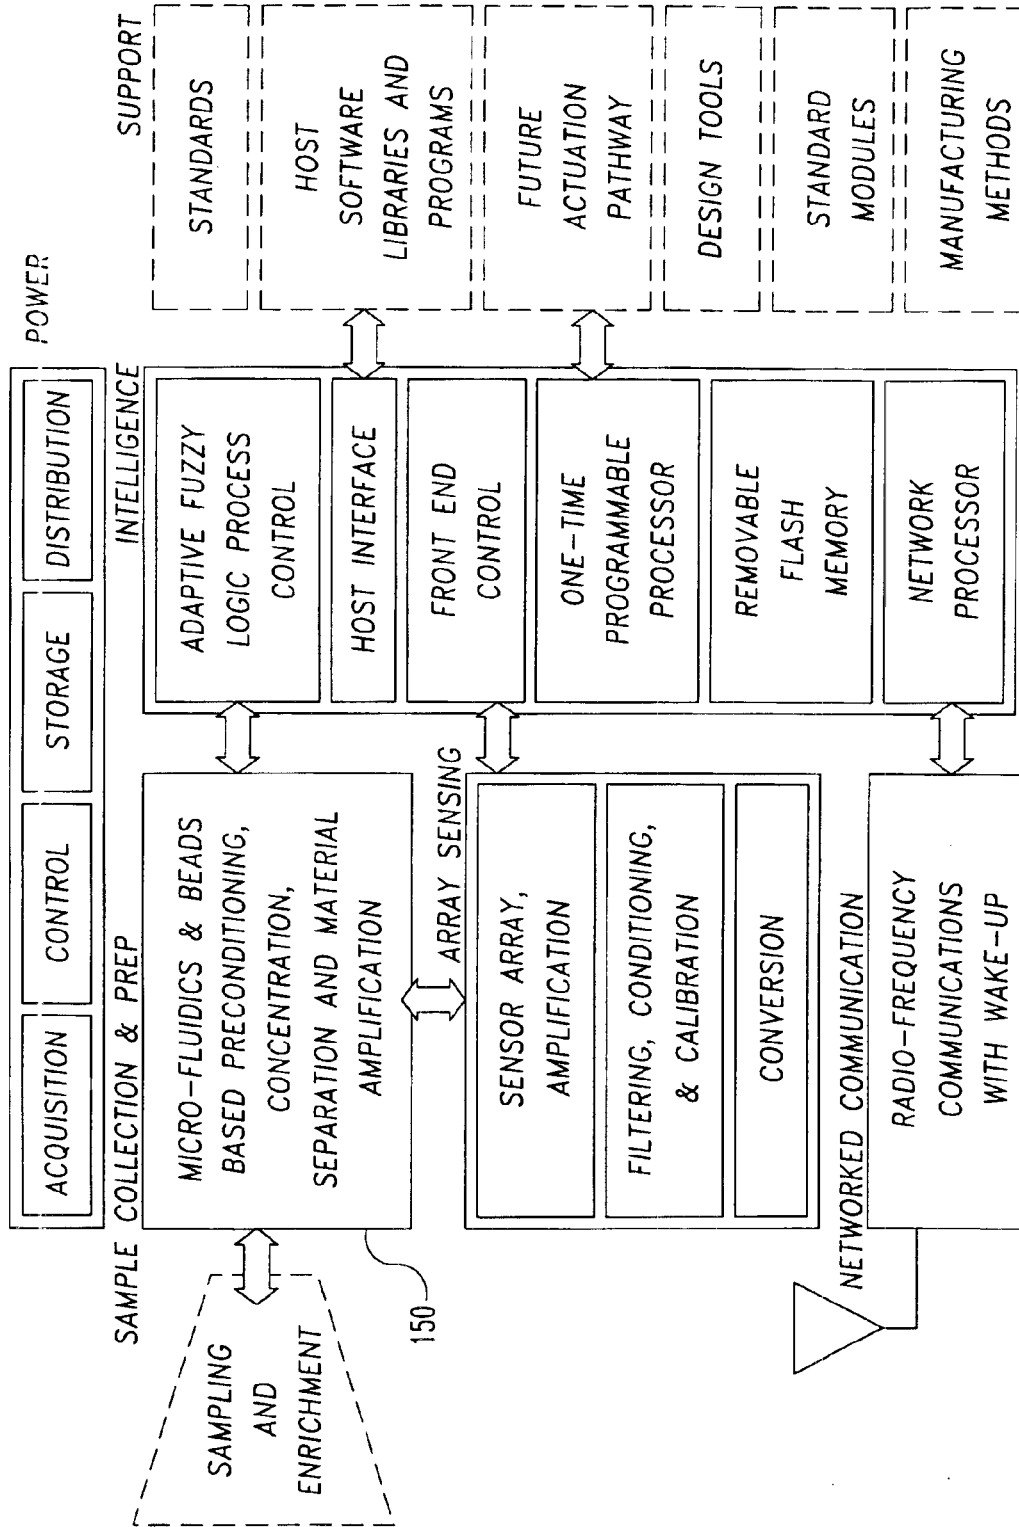 POWER
ACQUISITION
CONTROL
STORAGE
DISTRIBUTION
SAMPLE COLLECTION & PREP
SAMPLING
AND
ENRICHMENT
MICRO-FLUIDICS & BEADS
BASED PRECONDITIONING,
CONCENTRATION,
SEPARATION AND MATERIAL
AMPLIFICATION
150
ARRAY SENSING
SENSOR ARRAY,
AMPLIFICATION
FILTERING, CONDITIONING,
& CALIBRATION
CONVERSION
NETWORKED COMMUNICATION
RADIO-FREQUENCY
COMMUNICATIONS
WITH WAKE-UP
INTELLIGENCE
ADAPTIVE FUZZY
LOGIC PROCESS
CONTROL
HOST INTERFACE
FRONT END
CONTROL
ONE-TIME
PROGRAMMABLE
PROCESSOR
REMOVABLE
FLASH
MEMORY
NETWORK
PROCESSOR
SUPPORT
STANDARDS
HOST
SOFTWARE
LIBRARIES AND
PROGRAMS
FUTURE
ACTUATION
PATHWAY
DESIGN TOOLS
STANDARD
MODULES
MANUFACTURING
METHODS